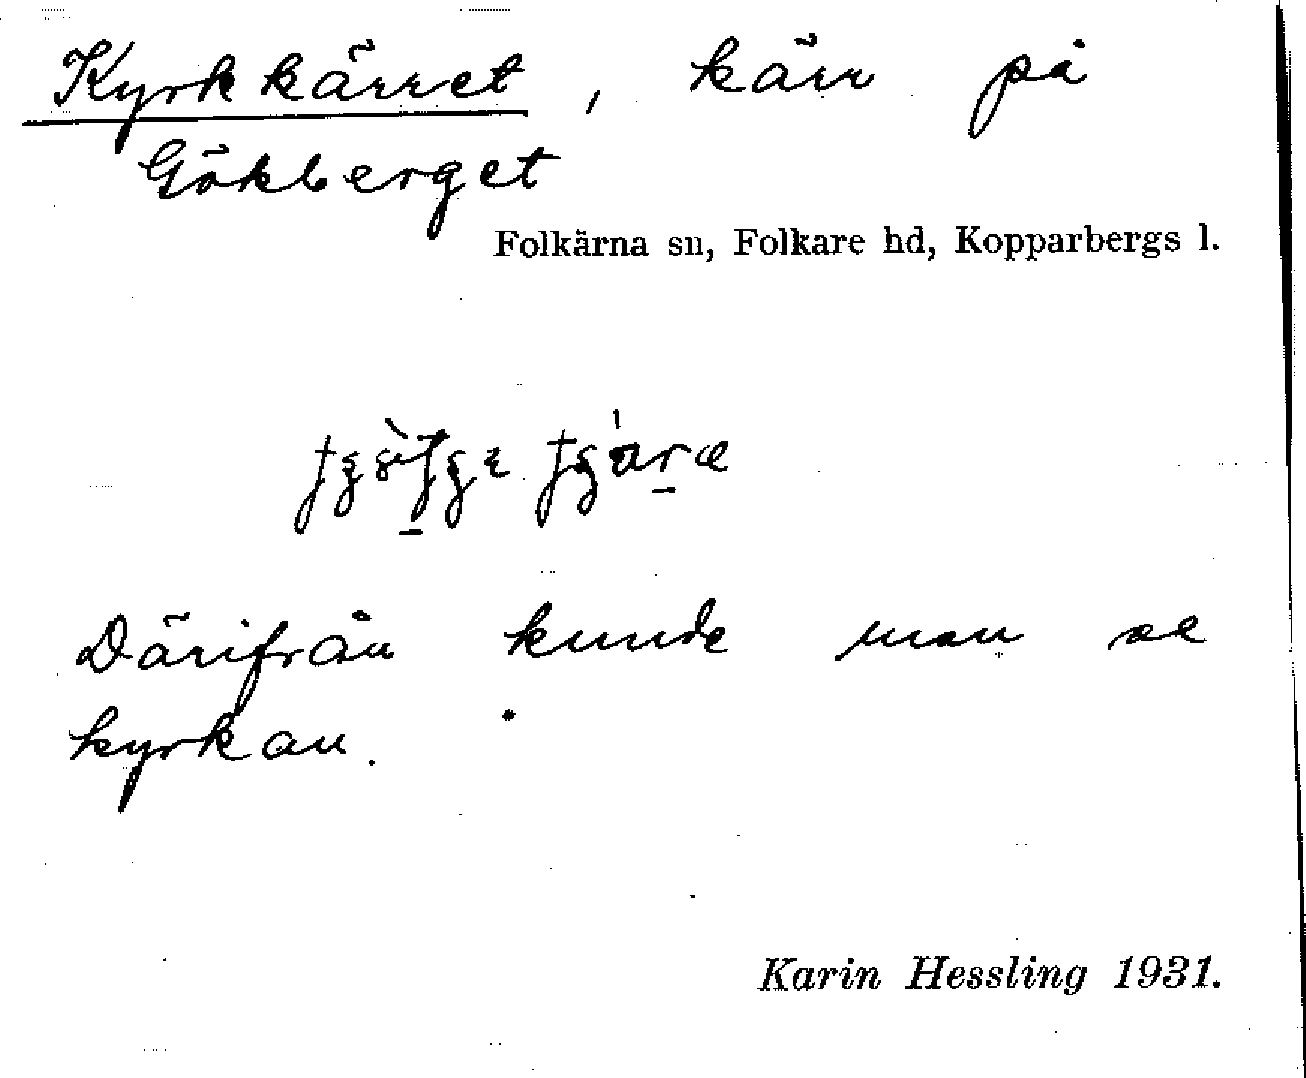 Kyrkkärret, kärr på
Gökberget
Folkärna sn, Folkare hd, Kopparbergs l.
Därifrån kunde man se
kyrkan.
Karin Hessling 1931.